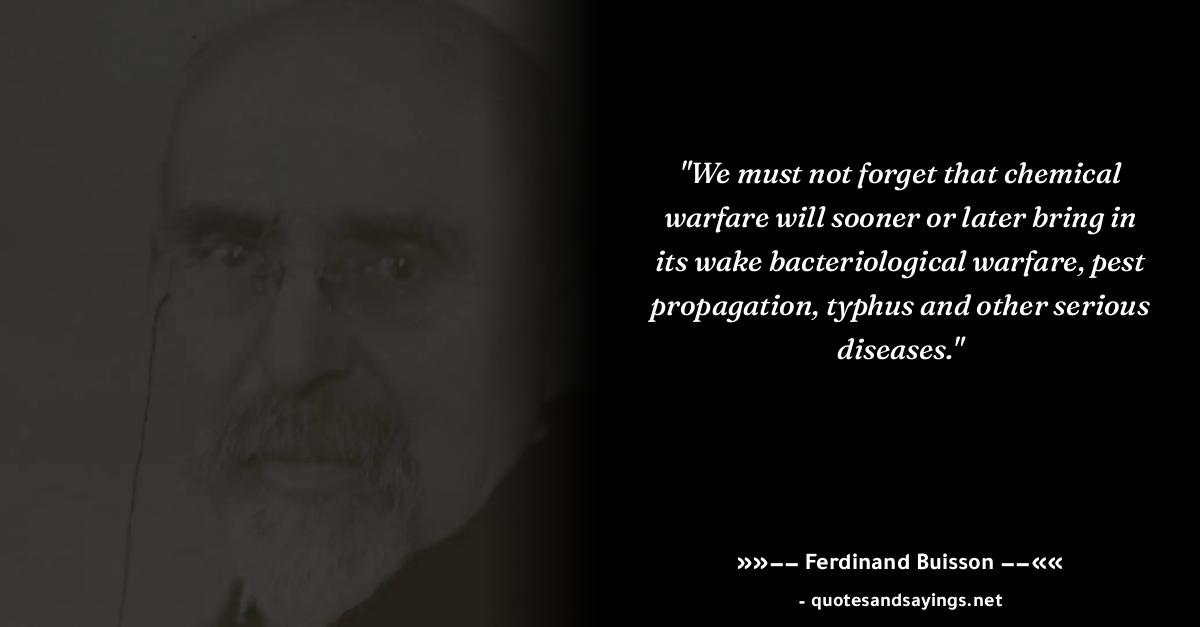 "We must not forget that chemical
warfare will sooner or later bring in
its wake bacteriological warfare, pest
propagation, typhus and other serious
diseases."
»»−− Ferdinand Buisson −−««
- quotesandsayings.net